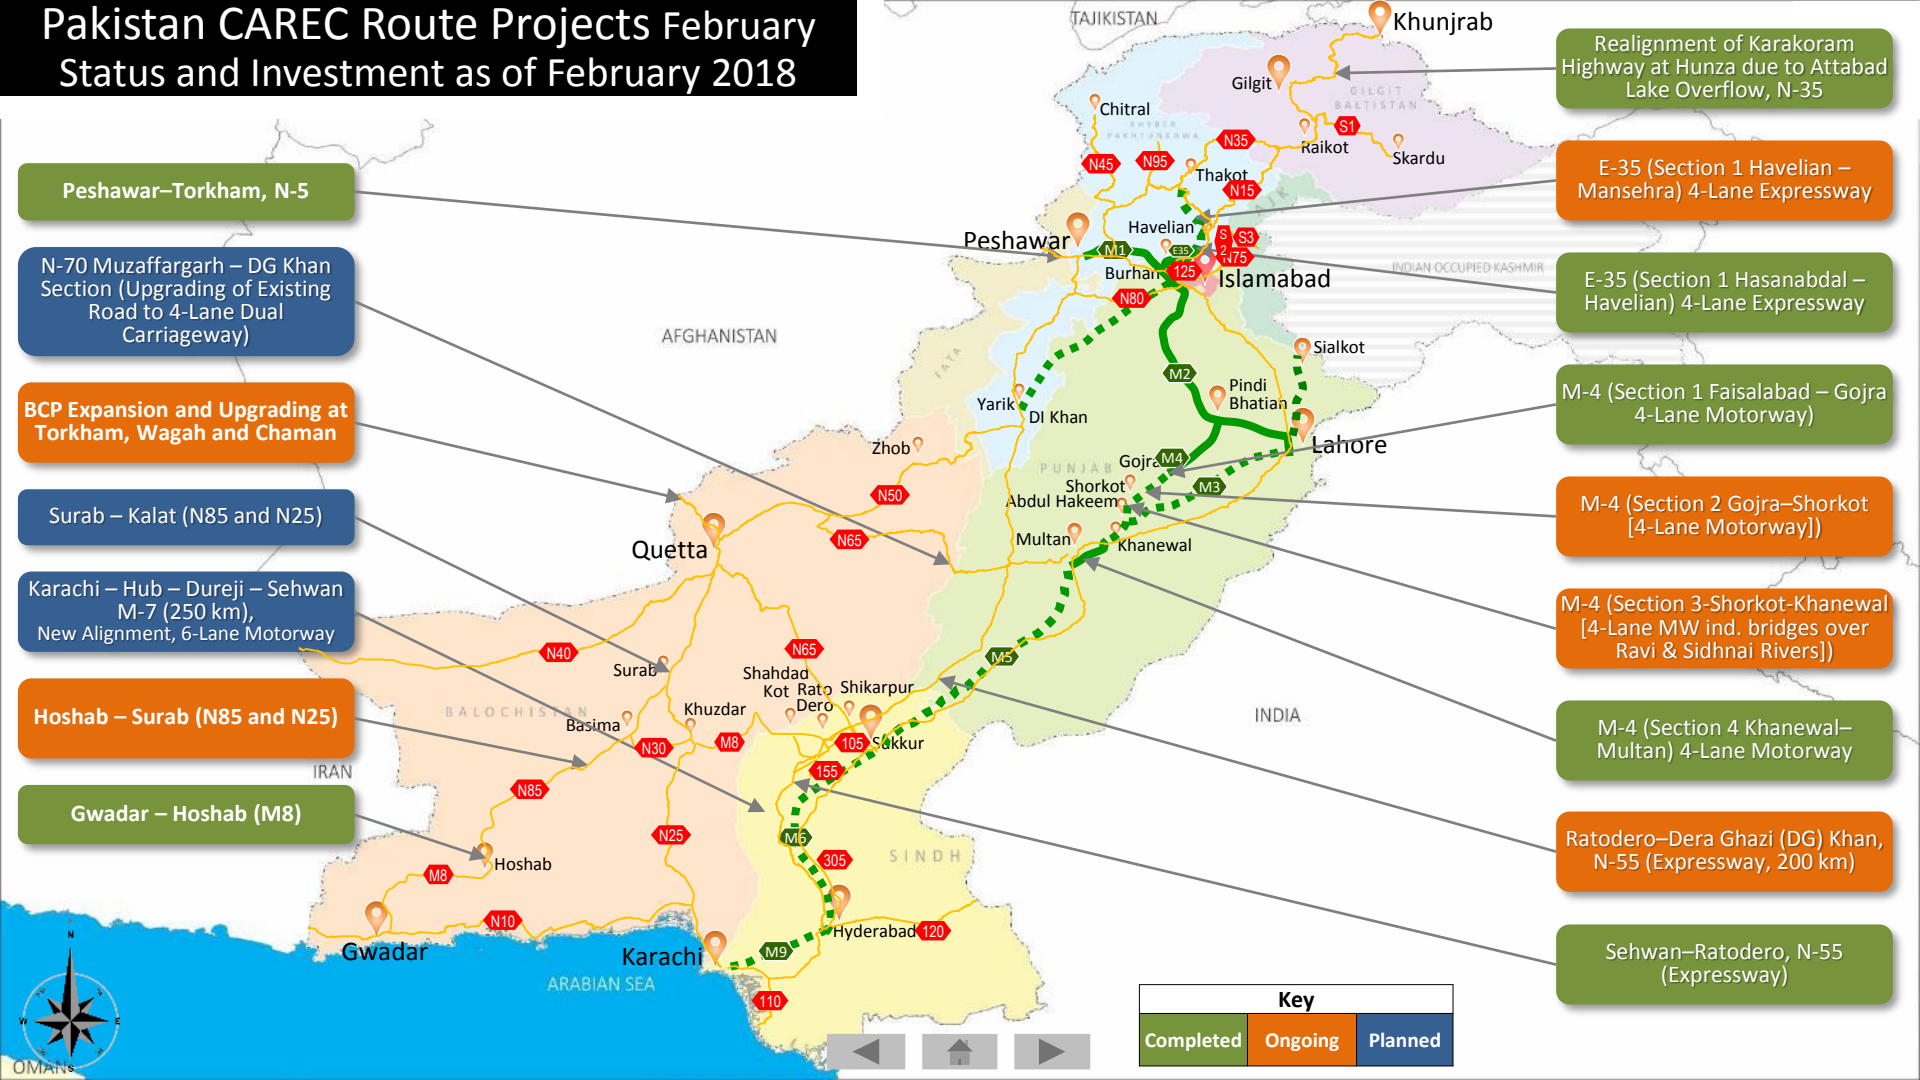 Pakistan CAREC Route Projects February
Status and Investment as of February 2018
Peshawar–Torkham, N-5
N-70 Muzaffargarh – DG Khan
Section (Upgrading of Existing
Road to 4-Lane Dual
Carriageway)
BCP Expansion and Upgrading at
Torkham, Wagah and Chaman
Surab – Kalat (N85 and N25)
Karachi – Hub – Dureji – Sehwan
M-7 (250 km),
New Alignment, 6-Lane Motorway
Hoshab – Surab (N85 and N25)
Gwadar – Hoshab (M8)
Realignment of Karakoram
Highway at Hunza due to Attabad
Lake Overflow, N-35
E-35 (Section 1 Havelian –
Mansehra) 4-Lane Expressway
E-35 (Section 1 Hasanabdal –
Havelian) 4-Lane Expressway
M-4 (Section 1 Faisalabad – Gojra
4-Lane Motorway)
M-4 (Section 2 Gojra–Shorkot
[4-Lane Motorway])
M-4 (Section 3-Shorkot-Khanewal
[4-Lane MW ind. bridges over
Ravi & Sidhnai Rivers])
M-4 (Section 4 Khanewal–
Multan) 4-Lane Motorway
Ratodero–Dera Ghazi (DG) Khan,
N-55 (Expressway, 200 km)
Sehwan–Ratodero, N-55
(Expressway)
TAJIKISTAN
Khunjrab
Gilgit
GILGIT
BALTISTAN
Chitral
KHYBER
PAKHTUNKHWA
S1
N35
Raikot
Skardu
N45
N95
Thakot
N15
AJK
Havelian
Peshawar
M1
E35
S
2
S3
N75
Burhan
125
Islamabad
INDIAN OCCUPIED KASHMIR
N80
AFGHANISTAN
FATA
Sialkot
M2
Pindi
Bhatian
Yarik
DI Khan
Lahore
Zhob
PUNJAB
Gojra
M4
Shorkot
M3
Abdul Hakeem
N50
N65
Multan
Khanewal
Quetta
N40
N65
M5
Surab
Shahdad
Kot
Rato
Dero
Shikarpur
BALOCHISTAN
Khuzdar
Basima
N30
M8
105
Sukkur
INDIA
IRAN
155
N85
N25
M6
305
SINDH
Hoshab
M8
N10
Gwadar
Hyderabad
120
Karachi
M9
ARABIAN SEA
110
OMAN
N
W
E
S
Key
Completed
Ongoing
Planned